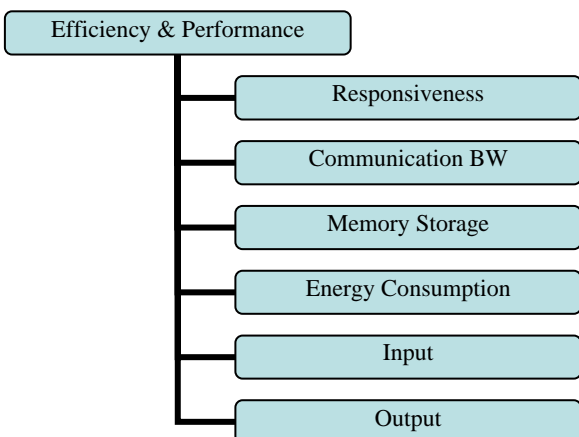 Efficiency & Performance
Responsiveness
Communication BW
Memory Storage
Energy Consumption
Input
Output